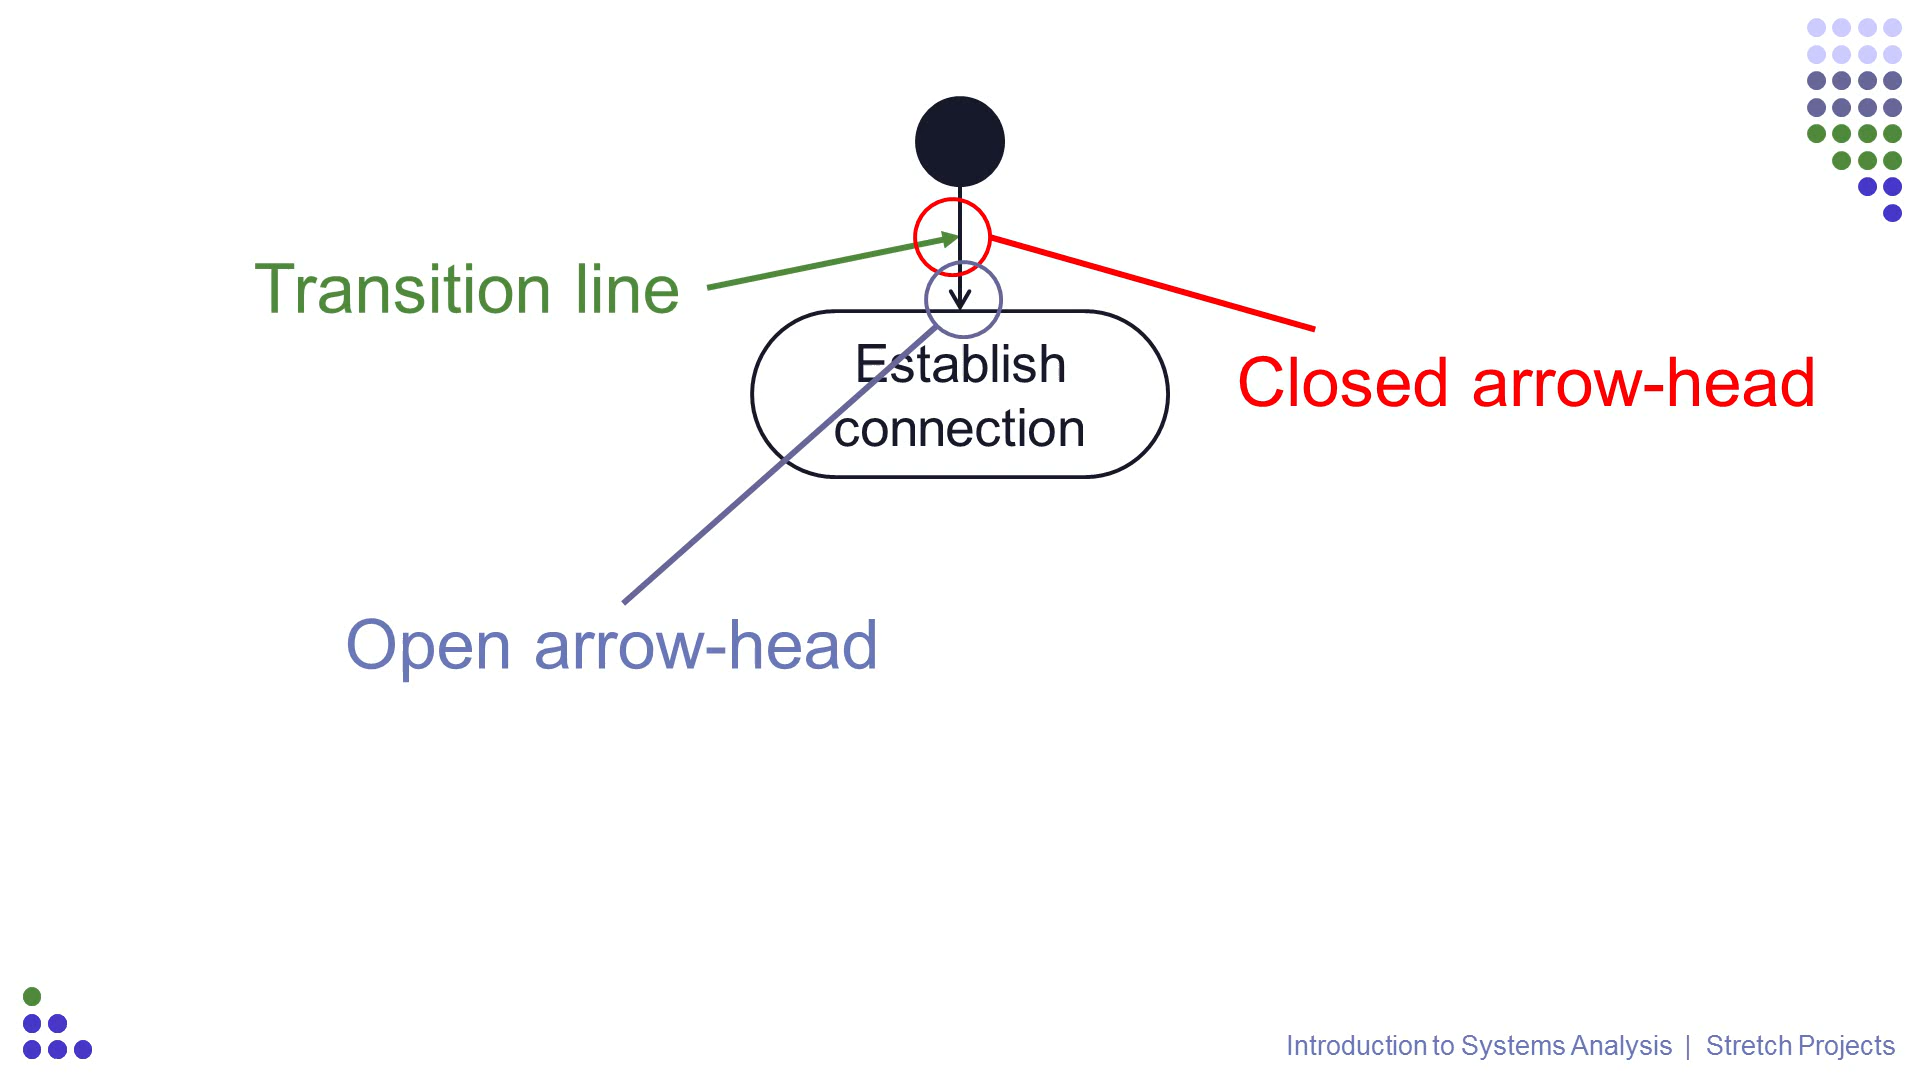 Transition line
Establish
connection
Closed arrow-head
Open arrow-head
Introduction to Systems Analysis | Stretch Projects